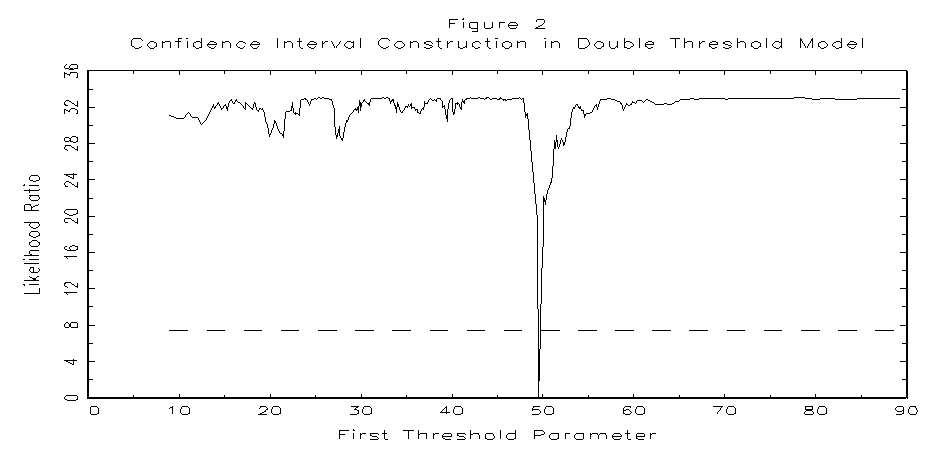 Figure 2
Confidence Interval Construction in Double Threshold Model
36
32
28
24
20
16
12
8
4
0
Likelihood Ratio
0 10 20 30 40 50 60 70 80 90
First Threshold Parameter